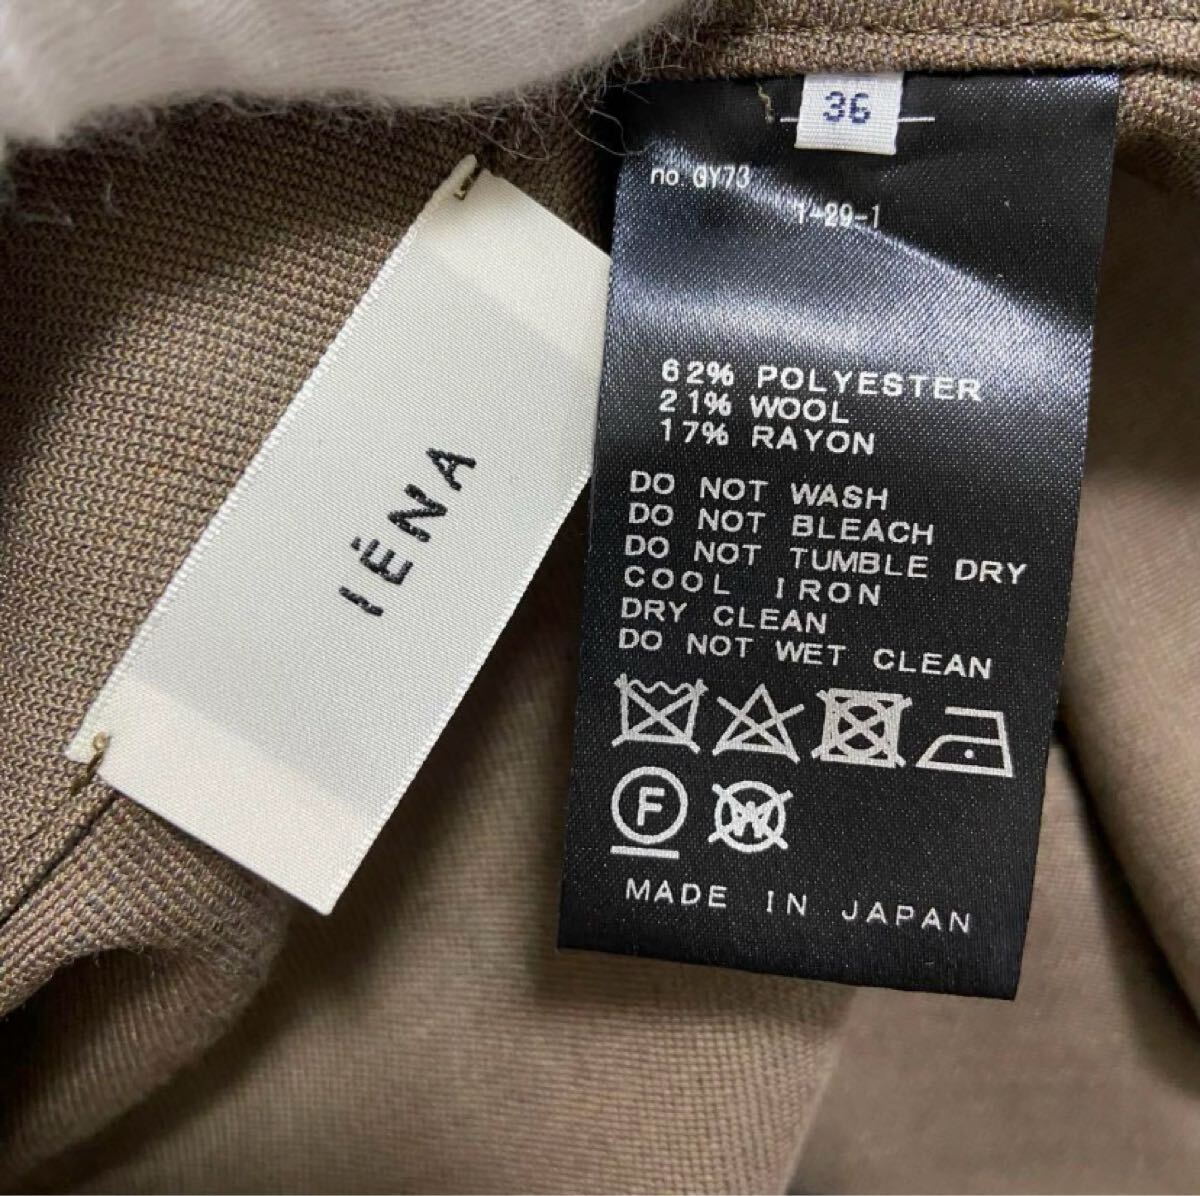 36
no. GY73
1-29-1
IÉNA
62% POLYESTER
21% WOOL
17% RAYON
DO NOT WASH
DO NOT BLEACH
DO NOT TUMBLE DRY
COOL IRON
DRY CLEAN
DO NOT WET CLEAN
F W
MADE IN JAPAN